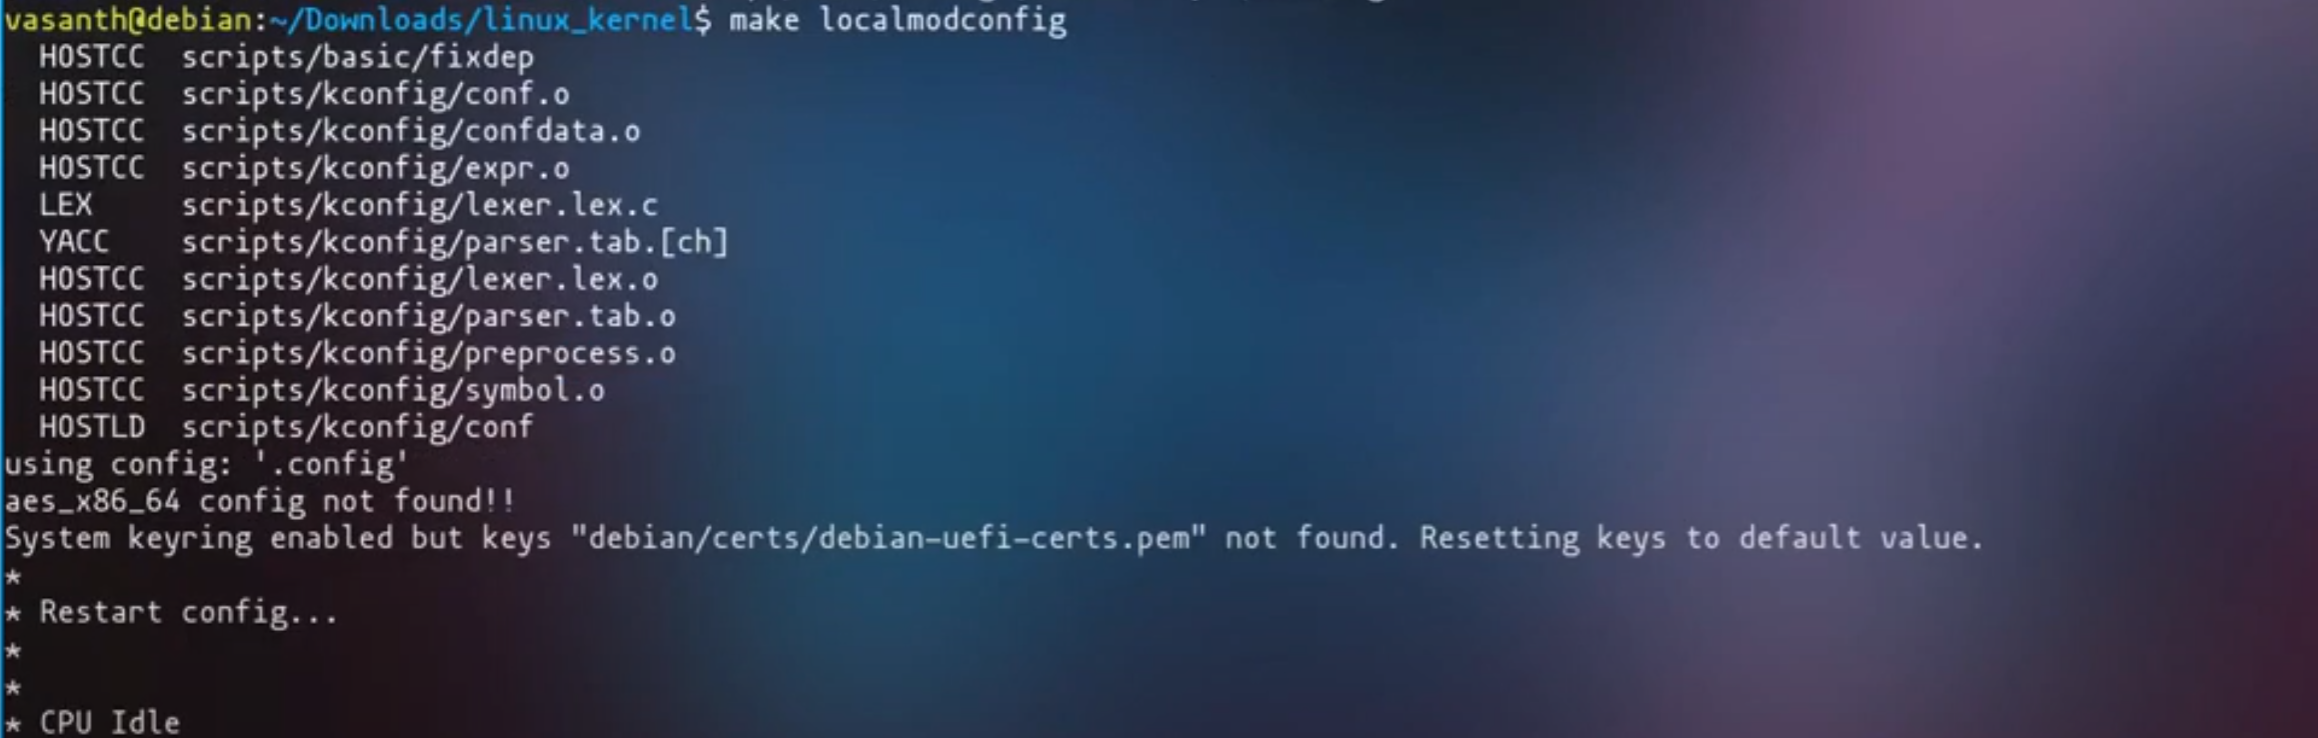 vasanth@debian:~/Downloads/linux_kernel$ make localmodconfig
  HOSTCC  scripts/basic/fixdep
  HOSTCC  scripts/kconfig/conf.o
  HOSTCC  scripts/kconfig/confdata.o
  HOSTCC  scripts/kconfig/expr.o
  LEX     scripts/kconfig/lexer.lex.c
  YACC    scripts/kconfig/parser.tab.[ch]
  HOSTCC  scripts/kconfig/lexer.lex.o
  HOSTCC  scripts/kconfig/parser.tab.o
  HOSTCC  scripts/kconfig/preprocess.o
  HOSTCC  scripts/kconfig/symbol.o
  HOSTLD  scripts/kconfig/conf
using config: '.config'
aes_x86_64 config not found!!
System keyring enabled but keys "debian/certs/debian-uefi-certs.pem" not found. Resetting keys to default value.
*
* Restart config...
*
*
* CPU Idle